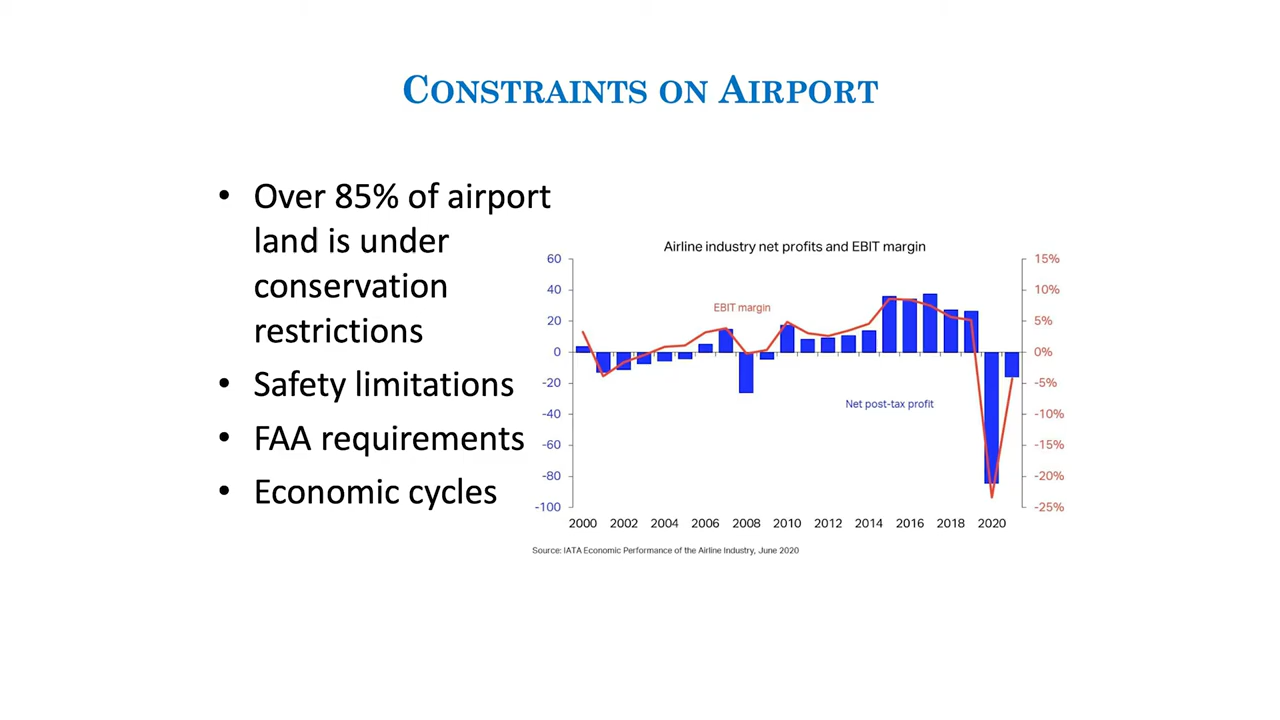 CONSTRAINTS ON AIRPORT
• Over 85% of airport
land is under
conservation
restrictions
• Safety limitations
• FAA requirements
• Economic cycles
Airline industry net profits and EBIT margin
60
40
20
0
-20
-40
-60
-80
-100
EBIT margin
Net post-tax profit
15%
10%
5%
0%
-5%
-10%
-15%
-20%
-25%
2000 2002 2004 2006 2008 2010 2012 2014 2016 2018 2020
Source: IATA Economic Performance of the Airline Industry, June 2020